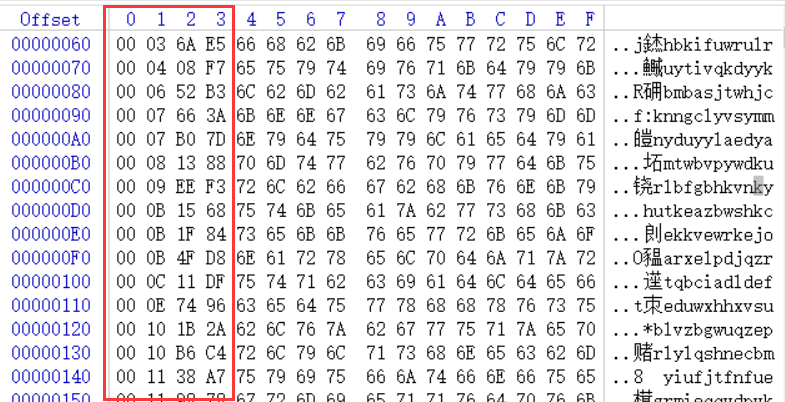 Offset 0 1 2 3 4 5 6 7 8 9 A B C D E F
00000060 00 03 6A E5 66 68 62 6B 69 66 75 77 72 75 6C 72 ..j鍒hbkifuwrulr
00000070 00 04 08 F7 65 75 79 74 69 76 71 6B 64 79 79 6B ...鱡uytivqkdyyk
00000080 00 06 52 B3 6C 62 6D 62 61 73 6A 74 77 68 6A 63 ..R砽bmbasjtwhjc
00000090 00 07 66 3A 6B 6E 6E 67 63 6C 79 76 73 79 6D 6D ..f:knngclyvsymm
000000A0 00 07 B0 7D 6E 79 64 75 79 79 6C 61 65 64 79 61 ..皚nyduyylaedya
000000B0 00 08 13 88 70 6D 74 77 62 76 70 79 77 64 6B 75 ...坧mtwbvpywdku
000000C0 00 09 EE F3 72 6C 62 66 67 62 68 6B 76 6E 6B 79 ..铙rlbfgbhkvnky
000000D0 00 0B 15 68 75 74 6B 65 61 7A 62 77 73 68 6B 63 ...hutkeazbwshkc
000000E0 00 0B 1F 84 73 65 6B 6B 76 65 77 72 6B 65 6A 6F ...剆ekkvewrkejo
000000F0 00 0B 4F D8 6E 61 72 78 65 6C 70 64 6A 71 7A 72 ..O豱arxelpdjqzr
00000100 00 0C 11 DF 75 74 71 62 63 69 61 64 6C 64 65 66 ...遳tqbciadldef
00000110 00 0E 74 96 63 65 64 75 77 78 68 68 78 76 73 75 ..t朿eduwxhhxvsu
00000120 00 10 1B 2A 62 6C 76 7A 62 67 77 75 71 7A 65 70 ...*blvzbgwuqzep
00000130 00 10 B6 C4 72 6C 79 6C 71 73 68 6E 65 63 62 6D ..赌rlylqshnecbm
00000140 00 11 38 A7 75 79 69 75 66 6A 74 66 6E 66 75 65 ..8 yiufjtfnfue